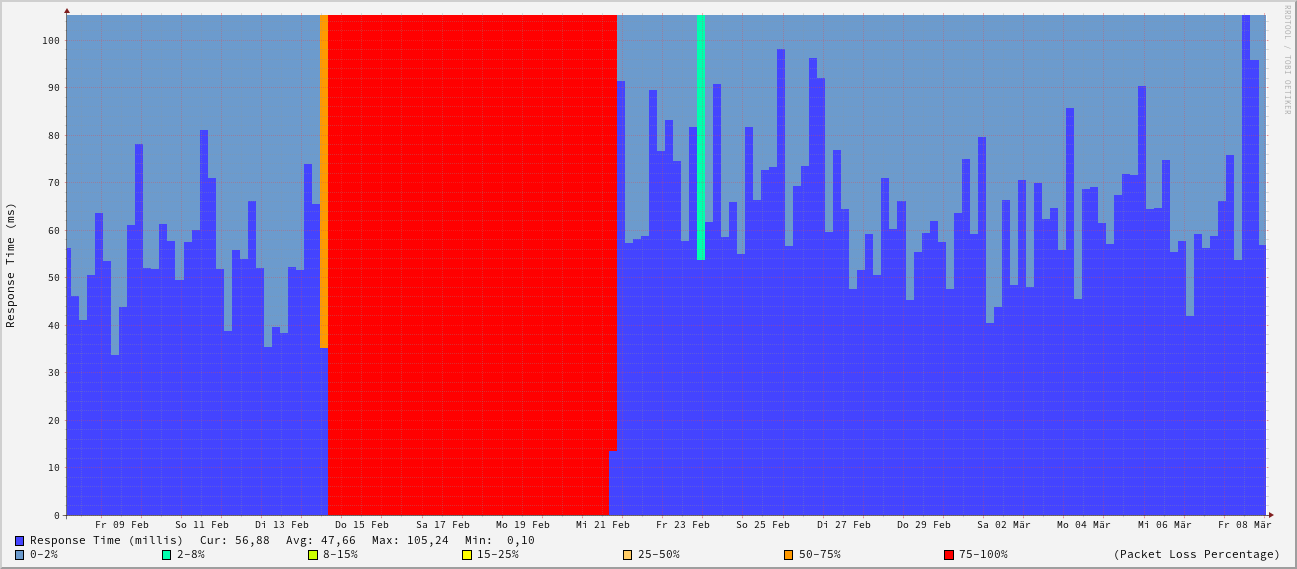 RRDTOOL / TOBI OETIKER
Response Time (ms)
100
90
80
70
60
50
40
30
20
10
0
Fr 09 Feb So 11 Feb Di 13 Feb Do 15 Feb Sa 17 Feb Mo 19 Feb Mi 21 Feb Fr 23 Feb So 25 Feb Di 27 Feb Do 29 Feb Sa 02 Mär Mo 04 Mär Mi 06 Mär Fr 08 Mär
Response Time (millis) Cur: 56,88 Avg: 47,66 Max: 105,24 Min: 0,10
0-2% 2-8% 8-15% 15-25% 25-50% 50-75% 75-100% (Packet Loss Percentage)